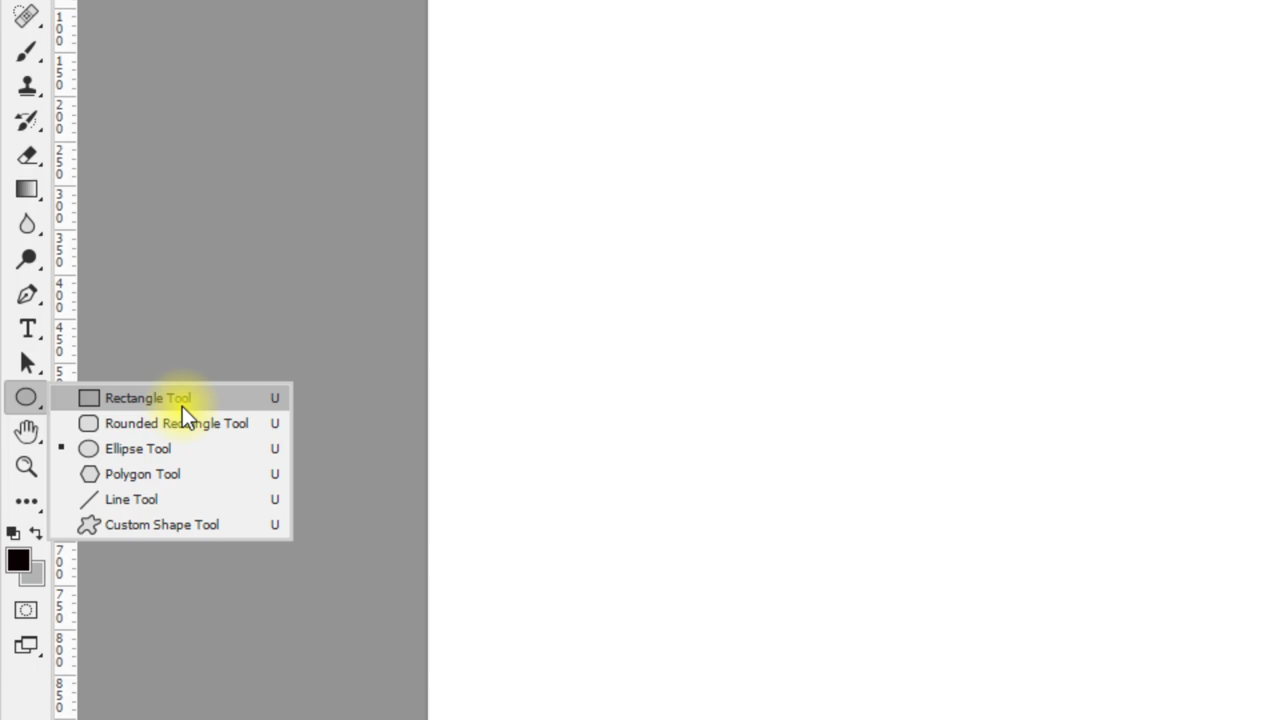 100
150
200
250
300
350
400
450
5
Rectangle Tool U
Rounded Rectangle Tool U
Ellipse Tool U
Polygon Tool U
Line Tool U
Custom Shape Tool U
700
750
800
850
T